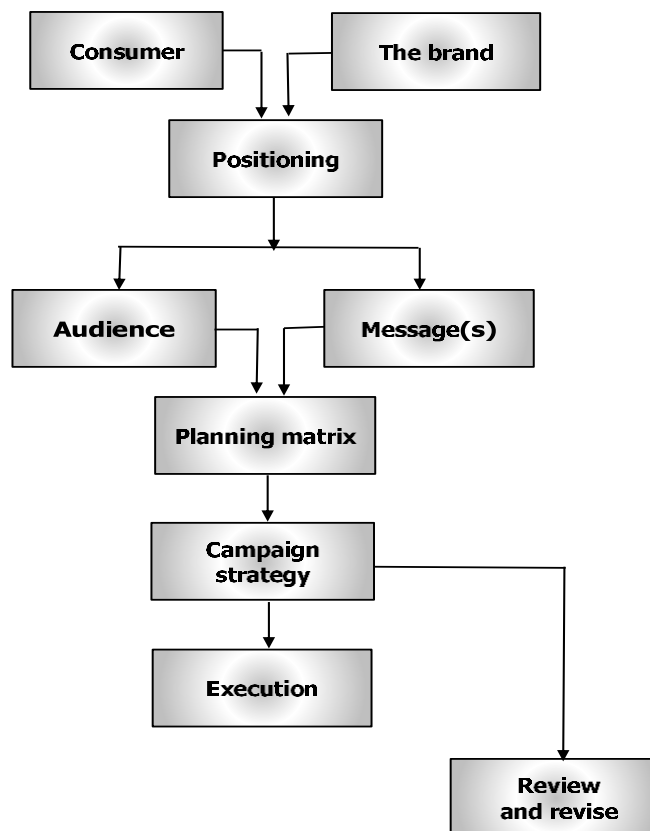 Consumer
The brand
Positioning
Audience
Message(s)
Planning matrix
Campaign
strategy
Execution
Review
and revise